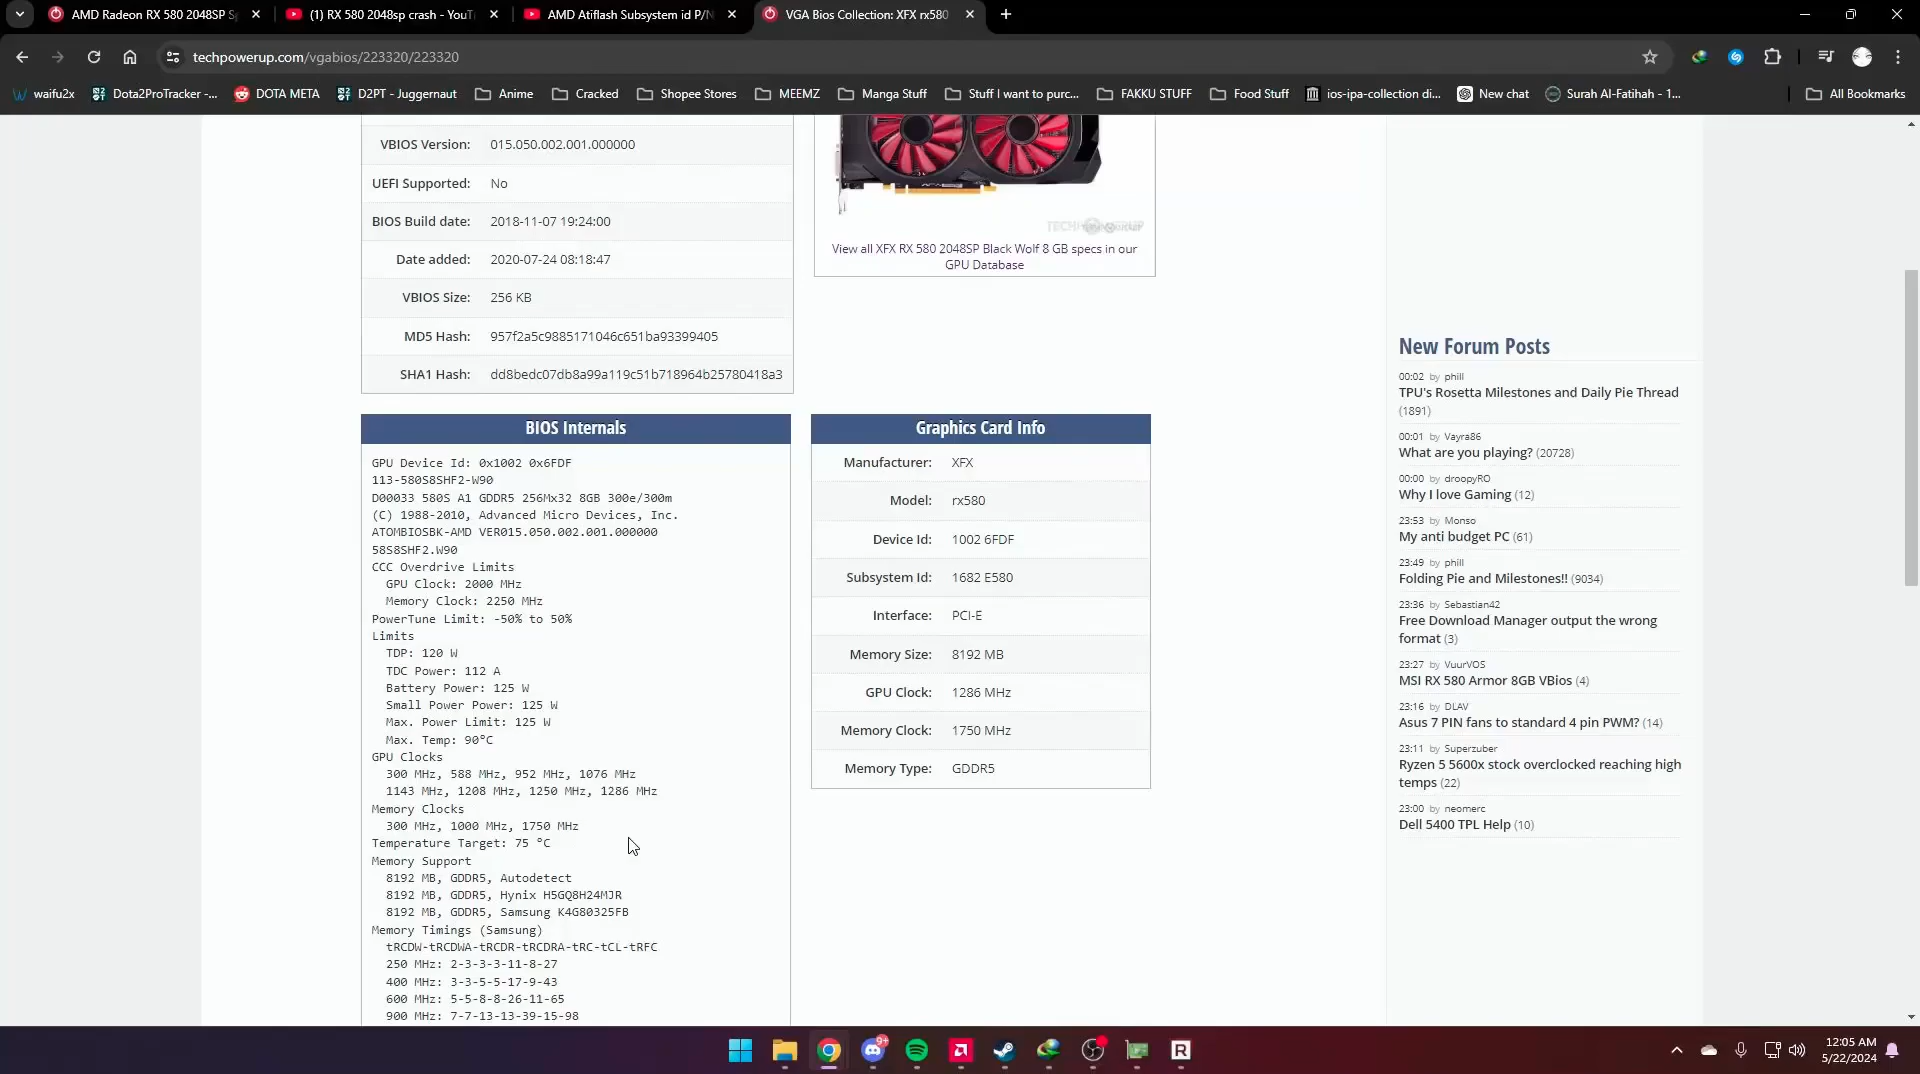 AMD Radeon RX 580 2048SP S
(1) RX 580 2048sp crash - YouT
AMD Atiflash Subsystem id P/N
VGA Bios Collection: XFX rx580
techpowerup.com/vgabios/223320/223320
waifu2x
Dota2ProTracker -...
DOTA META
D2PT - Juggernaut
Anime
Cracked
Shopee Stores
MEEMZ
Manga Stuff
Stuff I want to purc...
FAKKU STUFF
Food Stuff
ios-ipa-collection di...
New chat
Surah Al-Fatihah - 1...
All Bookmarks
VBIOS Version: 015.050.002.001.000000
UEFI Supported: No
BIOS Build date: 2018-11-07 19:24:00
Date added: 2020-07-24 08:18:47
VBIOS Size: 256 KB
MD5 Hash: 957f2a5c9885171046c651ba93399405
SHA1 Hash: dd8bedc07db8a99a119c51b718964b25780418a3
View all XFX RX 580 2048SP Black Wolf 8 GB specs in our
GPU Database
BIOS Internals
GPU Device Id: 0x1002 0x6FDF
113-580S8SHF2-W90
D00033 580S A1 GDDR5 256Mx32 8GB 300e/300m
(C) 1988-2010, Advanced Micro Devices, Inc.
ATOMBIOSBK-AMD VER015.050.002.001.000000
58S8SHF2.W90
CCC Overdrive Limits
GPU Clock: 2000 MHz
Memory Clock: 2250 MHz
PowerTune Limit: -50% to 50%
Limits
TDP: 120 W
TDC Power: 112 A
Battery Power: 125 W
Small Power Power: 125 W
Max. Power Limit: 125 W
Max. Temp: 90°C
GPU Clocks
300 MHz, 588 MHz, 952 MHz, 1076 MHz
1143 MHz, 1208 MHz, 1250 MHz, 1286 MHz
Memory Clocks
300 MHz, 1000 MHz, 1750 MHz
Temperature Target: 75 °C
Memory Support
8192 MB, GDDR5, Autodetect
8192 MB, GDDR5, Hynix H5GQ8H24MJR
8192 MB, GDDR5, Samsung K4G80325FB
Memory Timings (Samsung)
tRCDW-tRCDWA-tRCDR-tRCDRA-tRC-tCL-tRFC
250 MHz: 2-3-3-3-11-8-27
400 MHz: 3-3-5-5-17-9-43
600 MHz: 5-5-8-8-26-11-65
900 MHz: 7-7-13-13-39-15-98
Graphics Card Info
Manufacturer: XFX
Model: rx580
Device Id: 1002 6FDF
Subsystem Id: 1682 E580
Interface: PCI-E
Memory Size: 8192 MB
GPU Clock: 1286 MHz
Memory Clock: 1750 MHz
Memory Type: GDDR5
New Forum Posts
00:02 by phill
TPU's Rosetta Milestones and Daily Pie Thread
(1891)
00:01 by Vayra86
What are you playing? (20728)
00:00 by droopyRO
Why I love Gaming (12)
23:53 by Monso
My anti budget PC (61)
23:49 by phill
Folding Pie and Milestones!! (9034)
23:36 by Sebastian42
Free Download Manager output the wrong
format (3)
23:27 by VuurVOS
MSI RX 580 Armor 8GB VBios (4)
23:16 by DLAV
Asus 7 PIN fans to standard 4 pin PWM? (14)
23:11 by Superzuber
Ryzen 5 5600x stock overclocked reaching high
temps (22)
23:00 by neomerc
Dell 5400 TPL Help (10)
9+
R
12:05 AM
5/22/2024